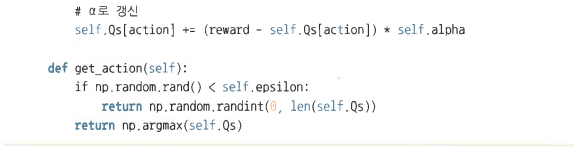 # α로 갱신
self.Qs[action] += (reward - self.Qs[action]) * self.alpha
def get_action(self):
if np.random.rand() < self.epsilon:
return np.random.randint(0, len(self.Qs))
return np.argmax(self.Qs)